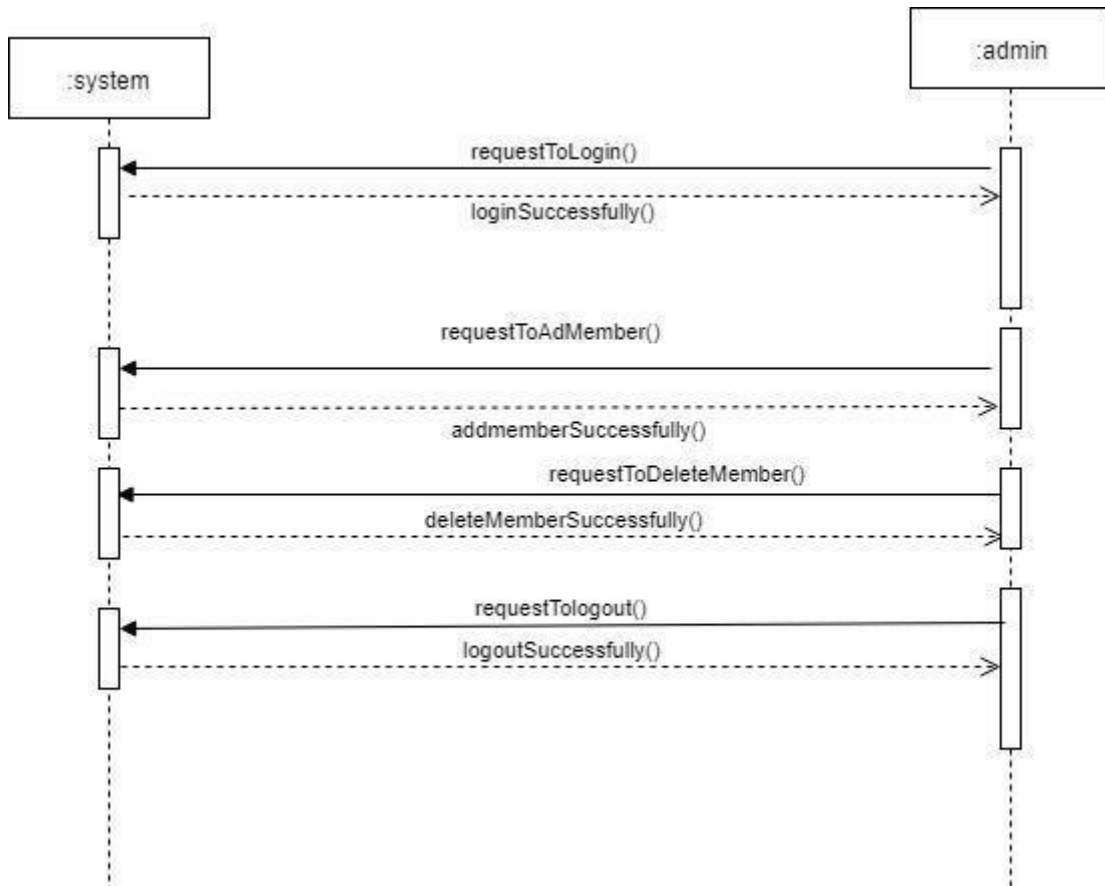 :system
:admin
requestToLogin()
loginSuccessfully()
requestToAdMember()
addmemberSuccessfully()
requestToDeleteMember()
deleteMemberSuccessfully()
requestTologout()
logoutSuccessfully()